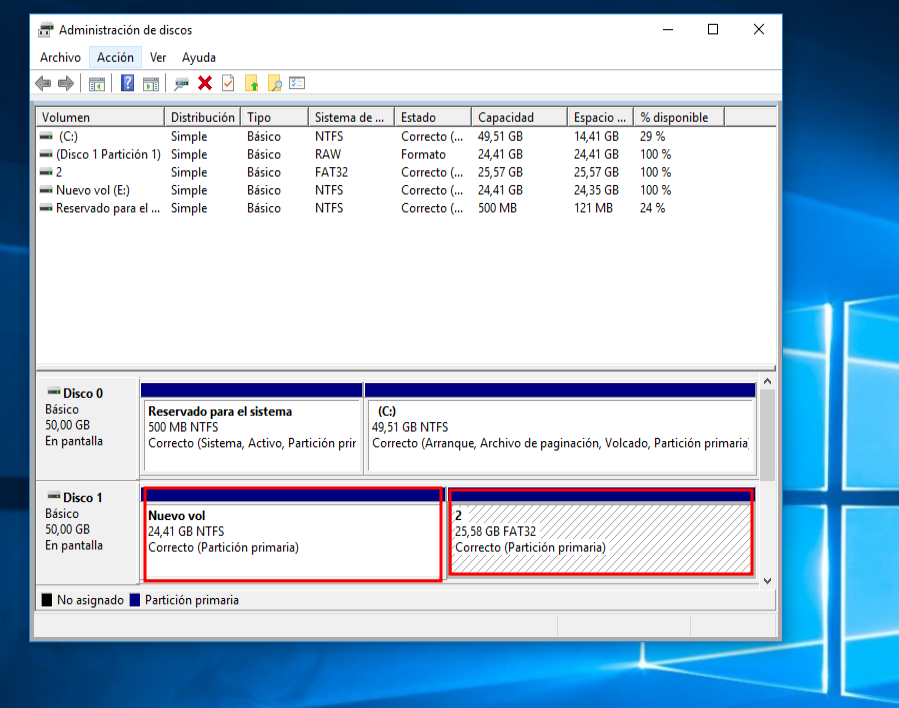 Administración de discos
Archivo Acción Ver Ayuda
Volumen Distribución Tipo Sistema de ... Estado Capacidad Espacio ... % disponible
(C:) Simple Básico NTFS Correcto (... 49,51 GB 14,41 GB 29 %
(Disco 1 Partición 1) Simple Básico RAW Formato 24,41 GB 24,41 GB 100 %
2 Simple Básico FAT32 Correcto (... 25,57 GB 25,57 GB 100 %
Nuevo vol (E:) Simple Básico NTFS Correcto (... 24,41 GB 24,35 GB 100 %
Reservado para el ... Simple Básico NTFS Correcto (... 500 MB 121 MB 24 %
Disco 0
Básico
50,00 GB
En pantalla
Reservado para el sistema
500 MB NTFS
Correcto (Sistema, Activo, Partición prir
(C:)
49,51 GB NTFS
Correcto (Arranque, Archivo de paginación, Volcado, Partición primaria
Disco 1
Básico
50,00 GB
En pantalla
Nuevo vol
24,41 GB NTFS
Correcto (Partición primaria)
2
25,58 GB FAT32
Correcto (Partición primaria)
No asignado Partición primaria